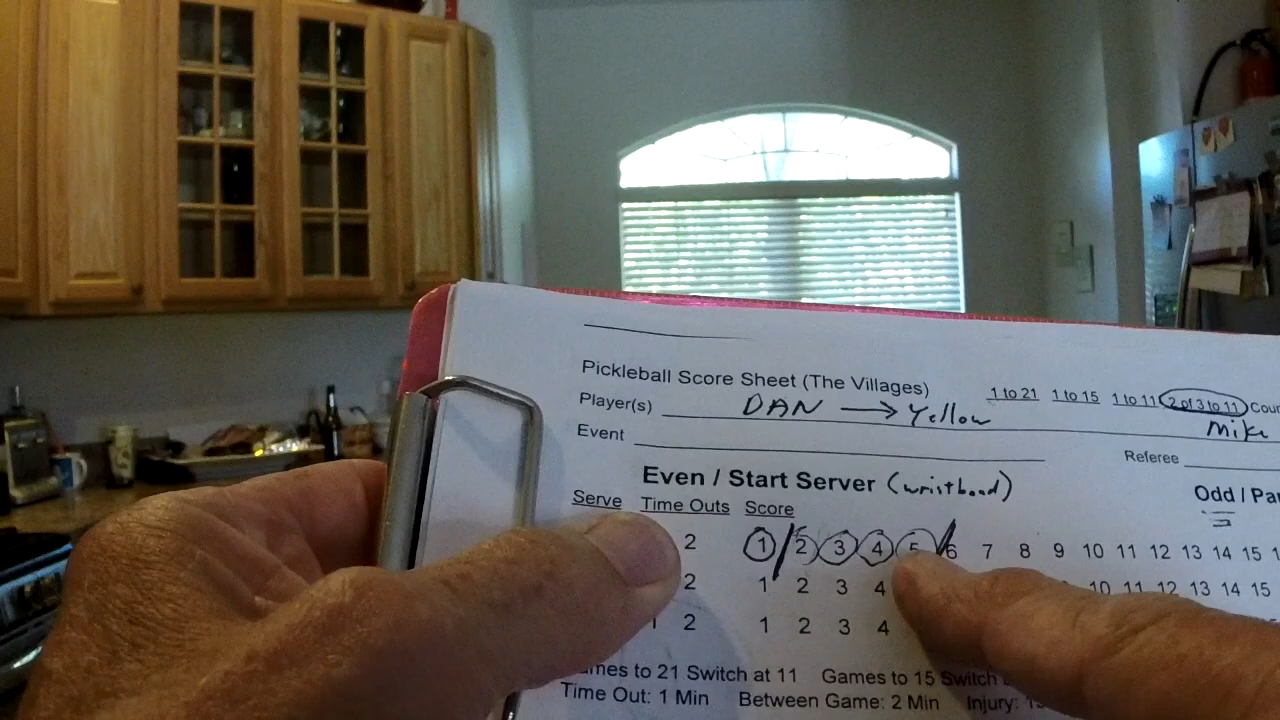 Pickleball Score Sheet (The Villages) 1 to 21 1 to 15 1 to 11 2 of 3 to 11
Player(s) DAN → Yellow Mike
Event
Referee
Even / Start Server (wristband)
Odd /
Serve Time Outs Score
2 1 2 3 4 5 6 7 8 9 10 11 12 13 14 15
2 1 2 3 4 10 11 12 13 14 15
1 2 1 2 3 4
to 21 Switch at 11 Games to 15 Switch
Time Out: 1 Min Between Game: 2 Min Injury: